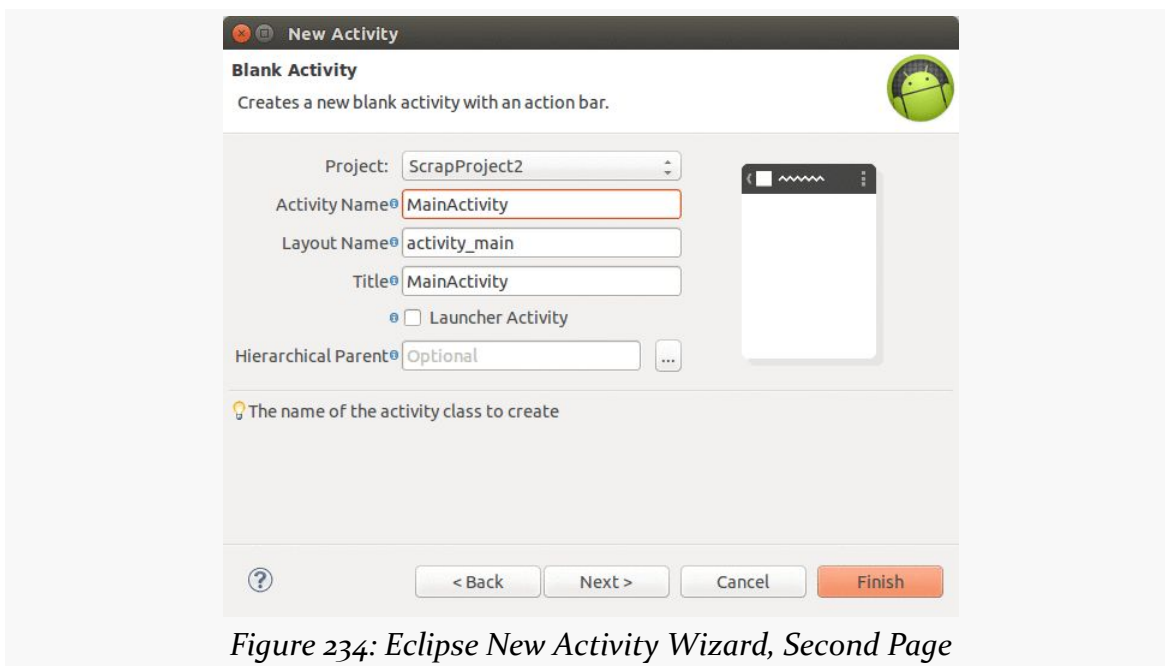 New Activity
Blank Activity
Creates a new blank activity with an action bar.
Project: ScrapProject2
Activity Name MainActivity
Layout Name activity_main
Title MainActivity
Launcher Activity
Hierarchical Parent Optional ...
The name of the activity class to create
? < Back Next > Cancel Finish
Figure 234: Eclipse New Activity Wizard, Second Page